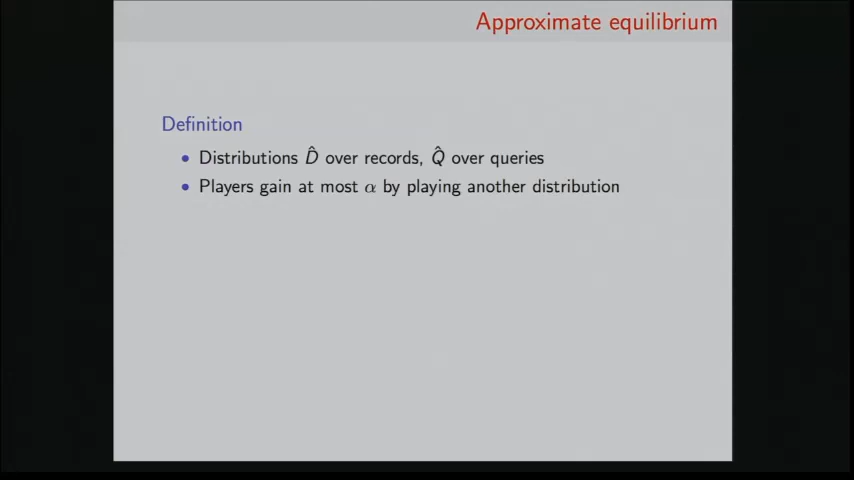 Approximate equilibrium
Definition
• Distributions D̂ over records, Q̂ over queries
• Players gain at most α by playing another distribution